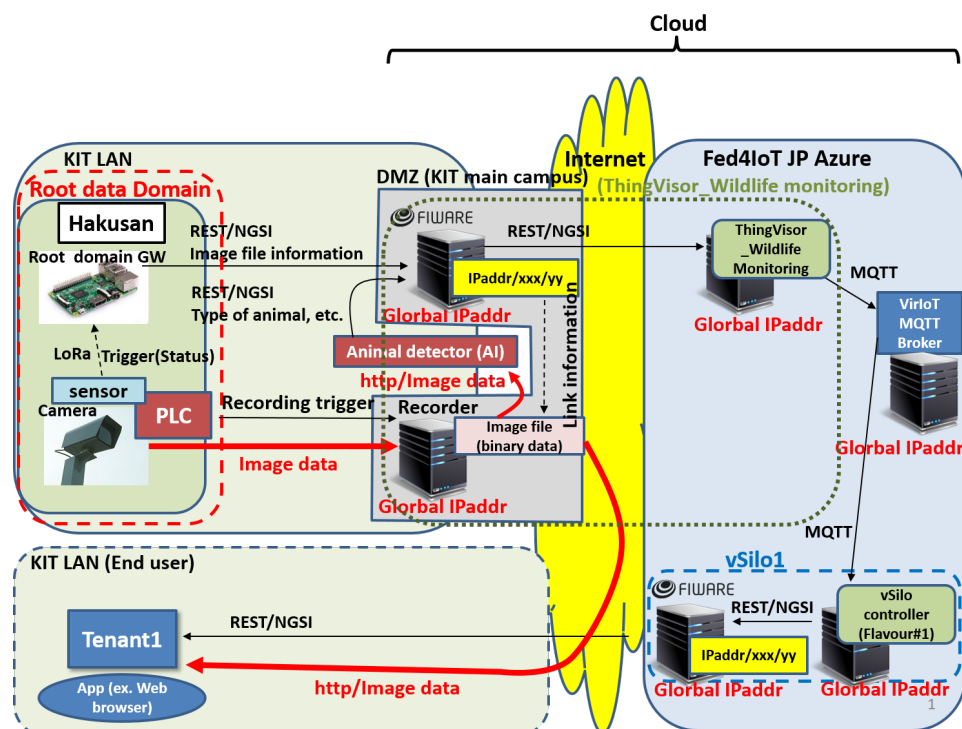 Cloud
KIT LAN
Root data Domain
Hakusan
Root domain GW
LoRa
Trigger(Status)
sensor
Camera
PLC
REST/NGSI
Image file information
REST/NGSI
Type of animal, etc.
Recording trigger
Image data
DMZ (KIT main campus)
FIWARE
IPaddr/xxx/yy
Glorbal IPaddr
Animal detector (AI)
http/Image data
Recorder
Image file
(binary data)
Glorbal IPaddr
Link information
Internet
REST/NGSI
Fed4IoT JP Azure
(ThingVisor_Wildlife monitoring)
ThingVisor
_Wildlife
Monitoring
Glorbal IPaddr
MQTT
VirIoT
MQTT
Broker
Glorbal IPaddr
MQTT
vSilo1
FIWARE
REST/NGSI
vSilo
controller
(Flavour#1)
IPaddr/xxx/yy
Glorbal IPaddr
Glorbal IPaddr
1
KIT LAN (End user)
Tenant1
REST/NGSI
App (ex. Web
browser)
http/Image data